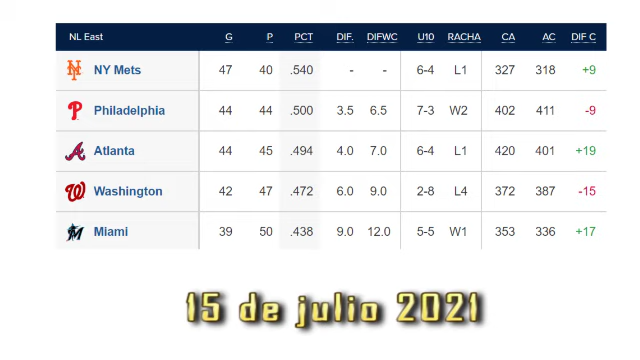 NL East G P PCT DIF. DIFWC U10 RACHA CA AC DIF C
NY Mets 47 40 .540 - - 6-4 L1 327 318 +9
Philadelphia 44 44 .500 3.5 6.5 7-3 W2 402 411 -9
Atlanta 44 45 .494 4.0 7.0 6-4 L1 420 401 +19
Washington 42 47 .472 6.0 9.0 2-8 L4 372 387 -15
Miami 39 50 .438 9.0 12.0 5-5 W1 353 336 +17
15 de julio 2021